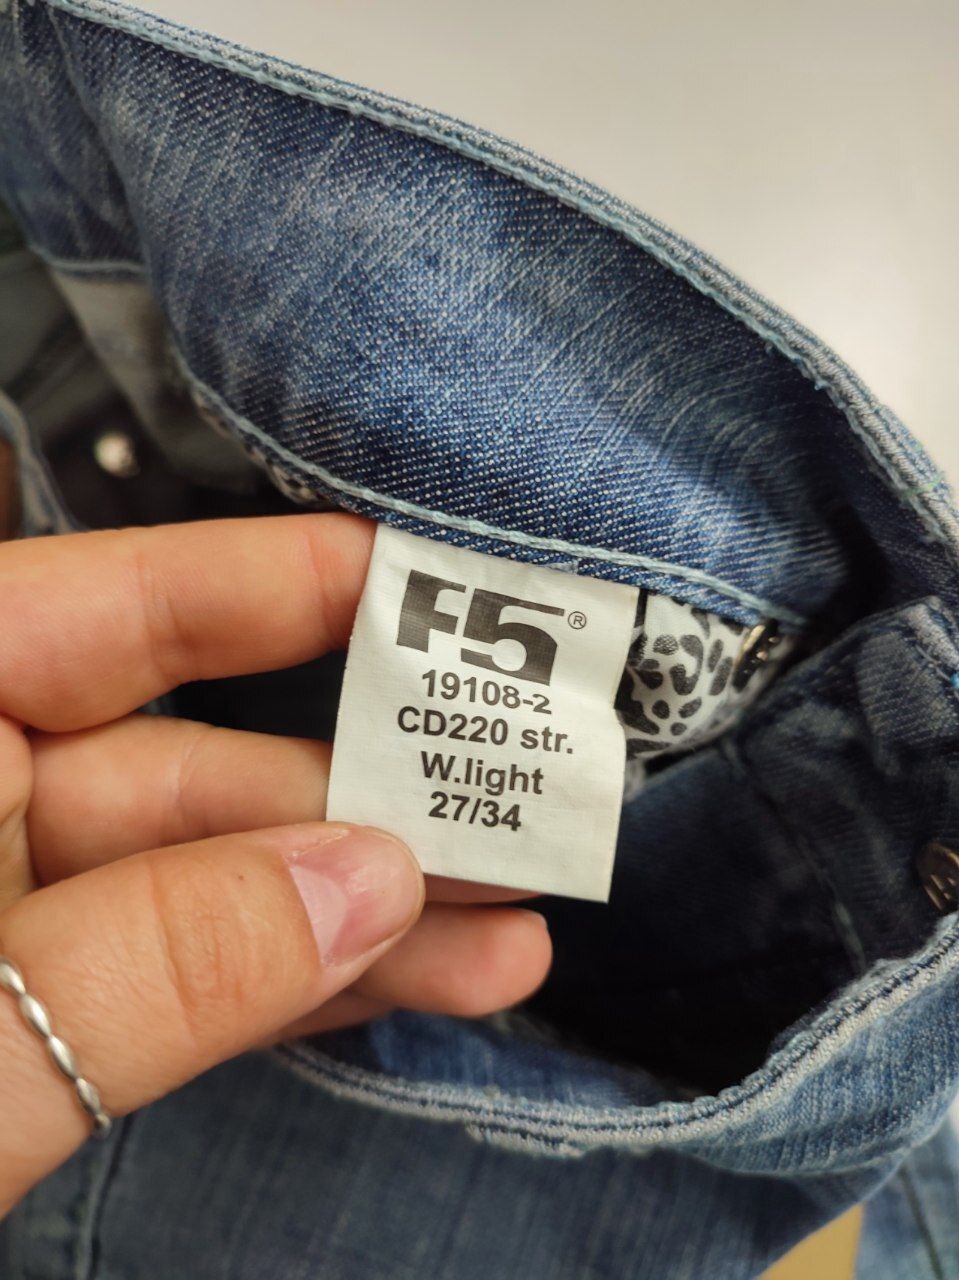 F5®
19108-2
CD220 str.
W.light
27/34